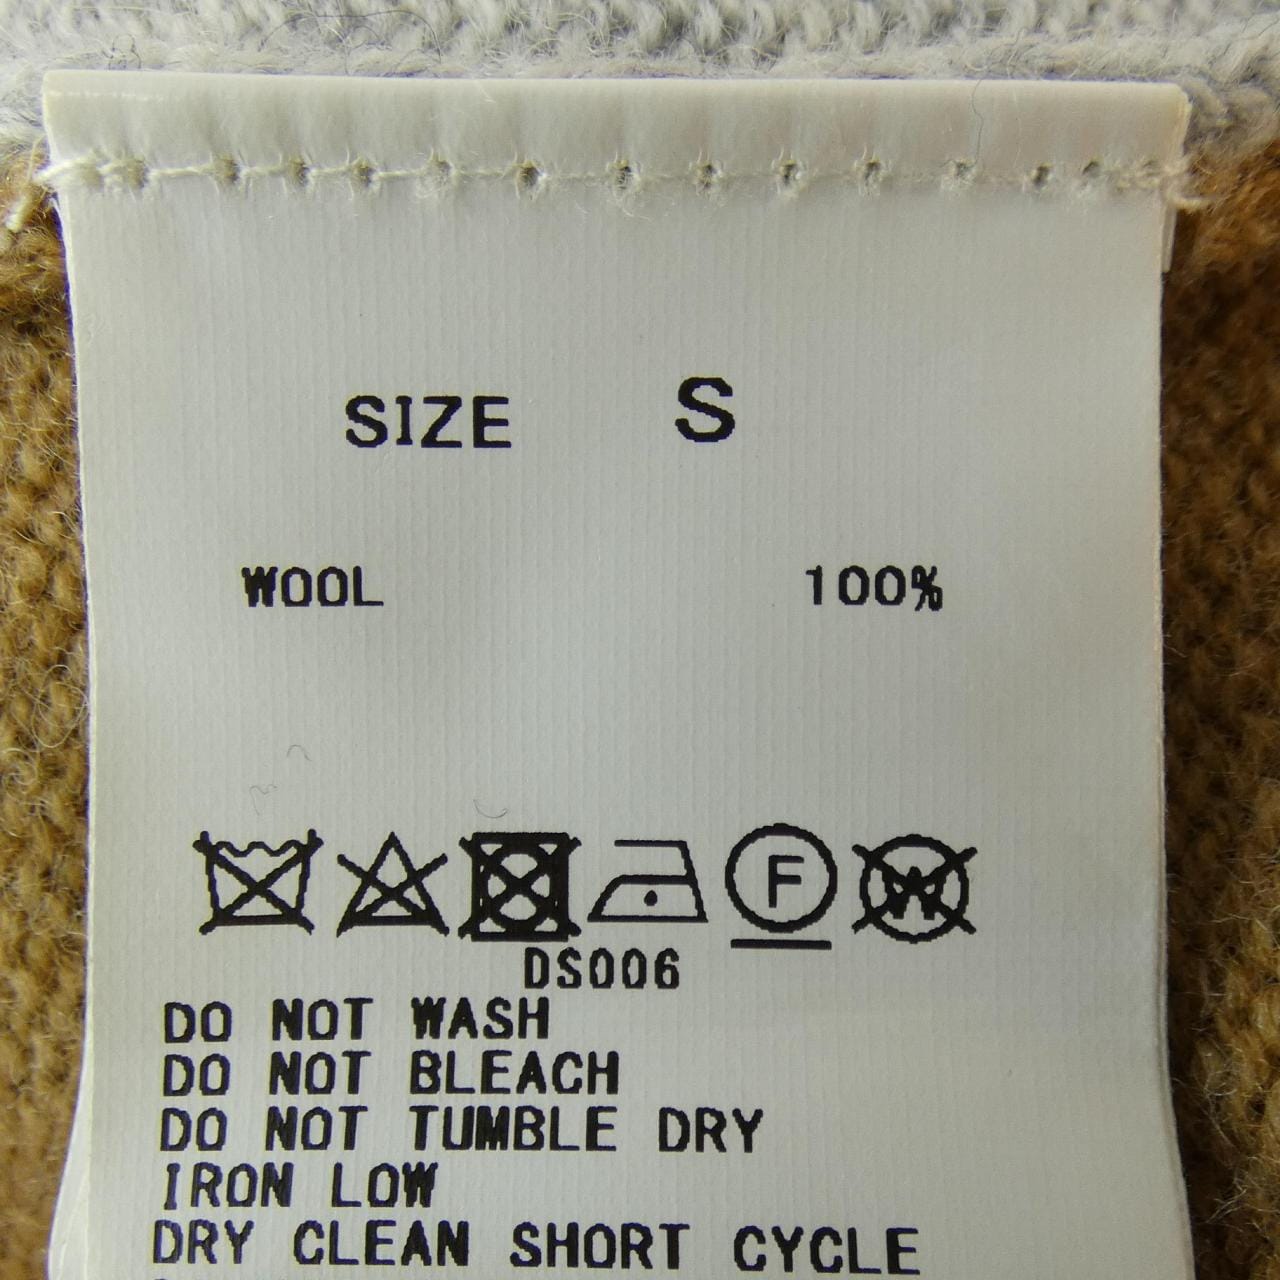 SIZE S
WOOL 100%
F W
DS006
DO NOT WASH
DO NOT BLEACH
DO NOT TUMBLE DRY
IRON LOW
DRY CLEAN SHORT CYCLE